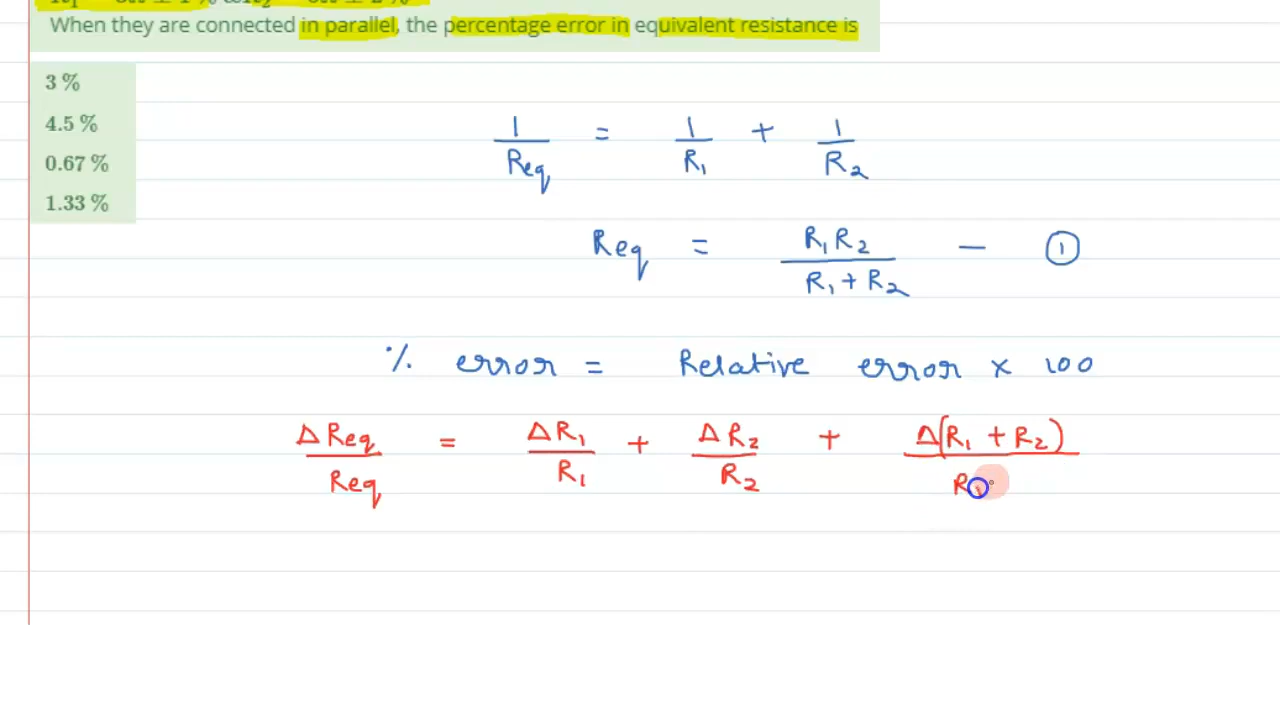 When they are connected in parallel, the percentage error in equivalent resistance is
3 %
4.5 %
0.67 %
1.33 %
1/Req = 1/R₁ + 1/R₂
Req = R₁R₂/(R₁ + R₂) — ①
% error = Relative error × 100
ΔReq/Req = ΔR₁/R₁ + ΔR₂/R₂ + Δ(R₁ + R₂)/R₁